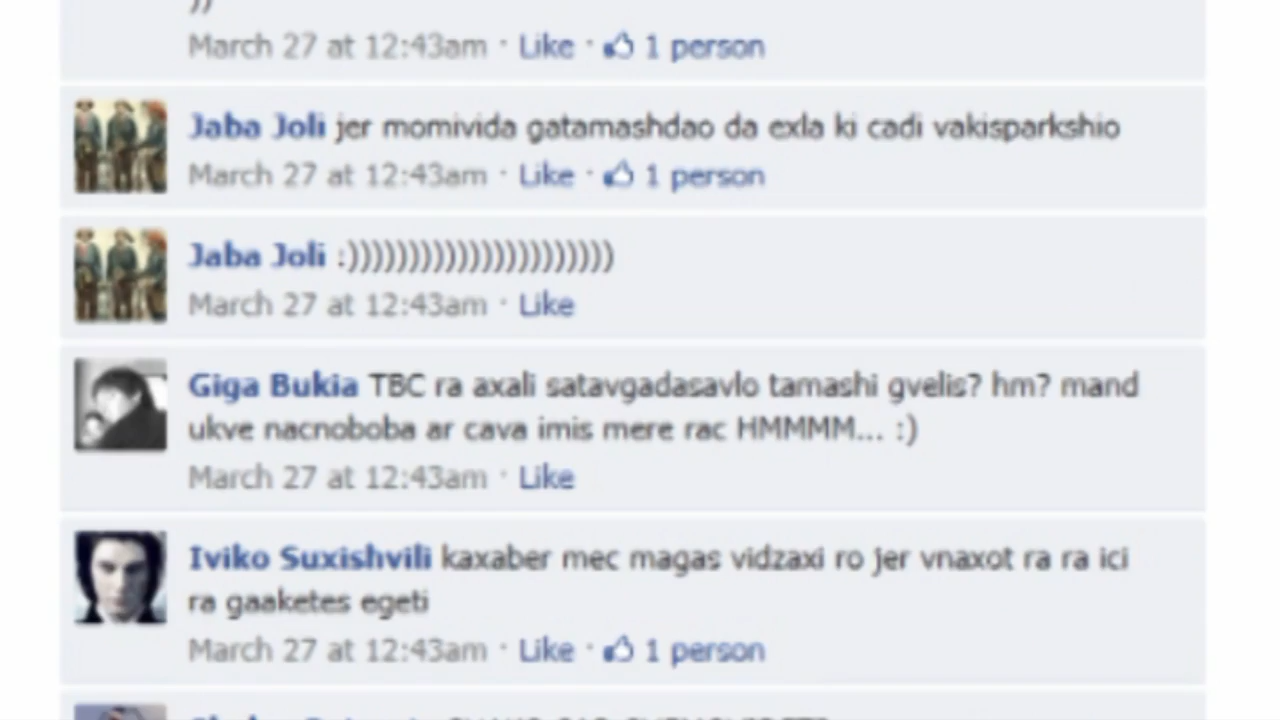 March 27 at 12:43am · Like · 1 person
Jaba Joli jer momivida gatamashdao da exla ki cadi vakisparkshio
March 27 at 12:43am · Like · 1 person
Jaba Joli :))))))))))))))))))))))
March 27 at 12:43am · Like
Giga Bukia TBC ra axali satavgadasavlo tamashi gvelis? hm? mand
ukve nacnoboba ar cava imis mere rac HMMMM... :)
March 27 at 12:43am · Like
Iviko Suxishvili kaxaber mec magas vidzaxi ro jer vnaxot ra ra ici
ra gaaketes egeti
March 27 at 12:43am · Like · 1 person